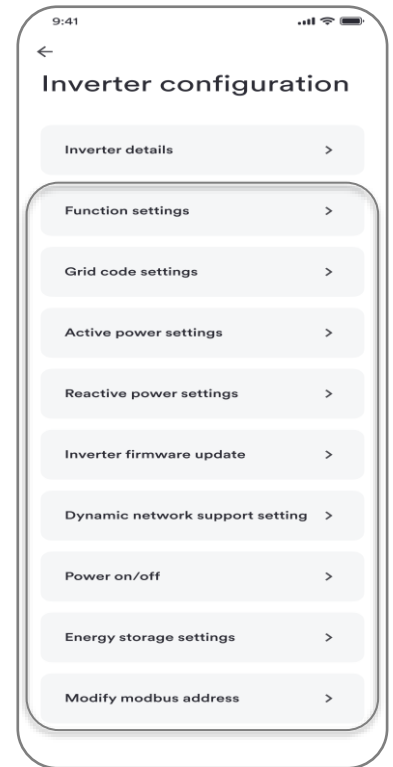 9:41
Inverter configuration
Inverter details
Function settings
Grid code settings
Active power settings
Reactive power settings
Inverter firmware update
Dynamic network support setting
Power on/off
Energy storage settings
Modify modbus address